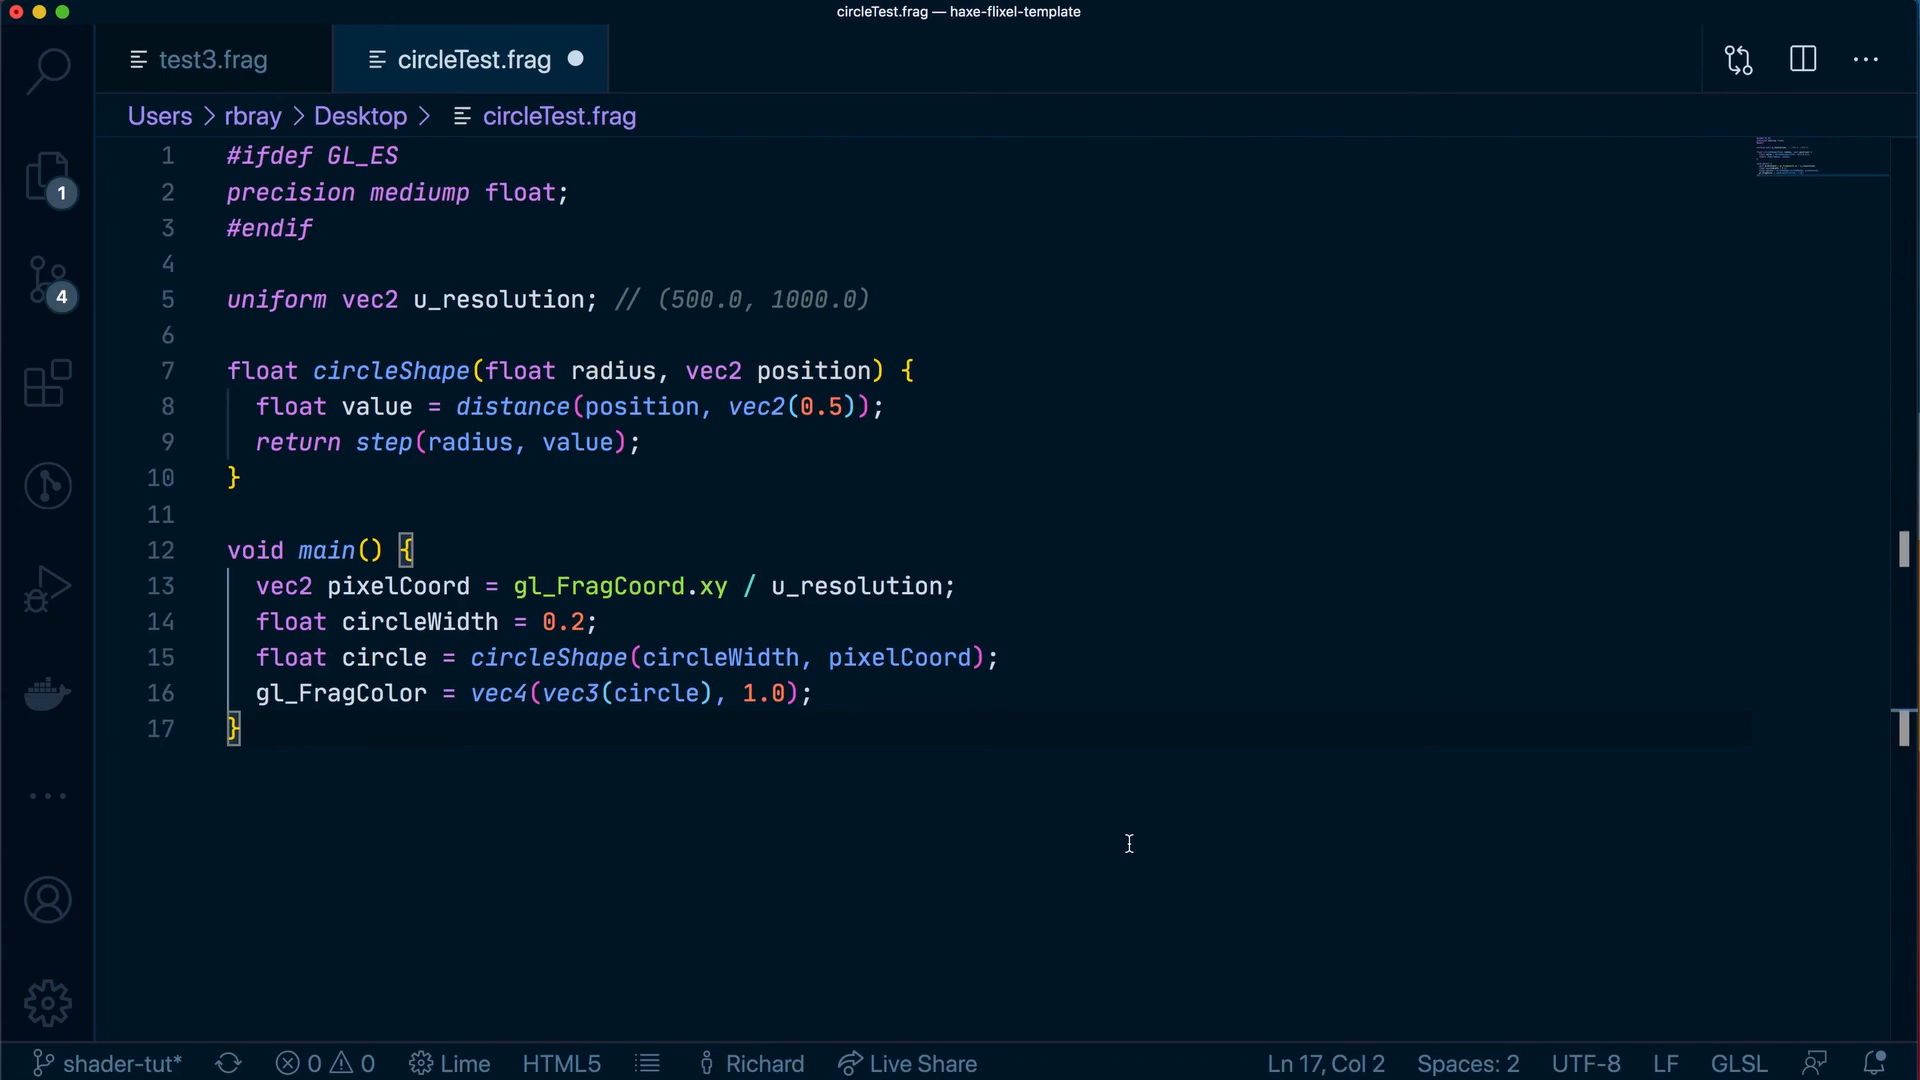 circleTest.frag — haxe-flixel-template
test3.frag
circleTest.frag
Users > rbray > Desktop > circleTest.frag
1 #ifdef GL_ES
2 precision mediump float;
3 #endif
4
5 uniform vec2 u_resolution; // (500.0, 1000.0)
6
7 float circleShape(float radius, vec2 position) {
8 float value = distance(position, vec2(0.5));
9 return step(radius, value);
10 }
11
12 void main() {
13 vec2 pixelCoord = gl_FragCoord.xy / u_resolution;
14 float circleWidth = 0.2;
15 float circle = circleShape(circleWidth, pixelCoord);
16 gl_FragColor = vec4(vec3(circle), 1.0);
17 }
1
4
shader-tut* 0 0 Lime HTML5 Richard Live Share Ln 17, Col 2 Spaces: 2 UTF-8 LF GLSL